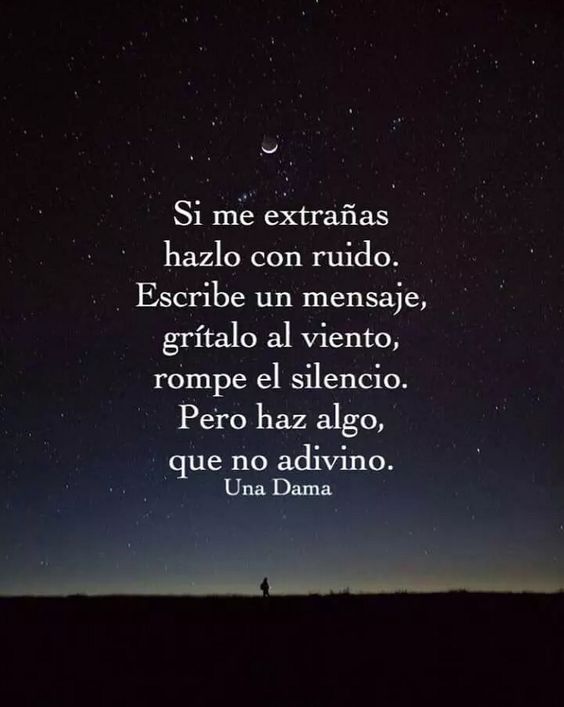 Si me extrañas
hazlo con ruido.
Escribe un mensaje,
grítalo al viento,
rompe el silencio.
Pero haz algo,
que no adivino.
Una Dama